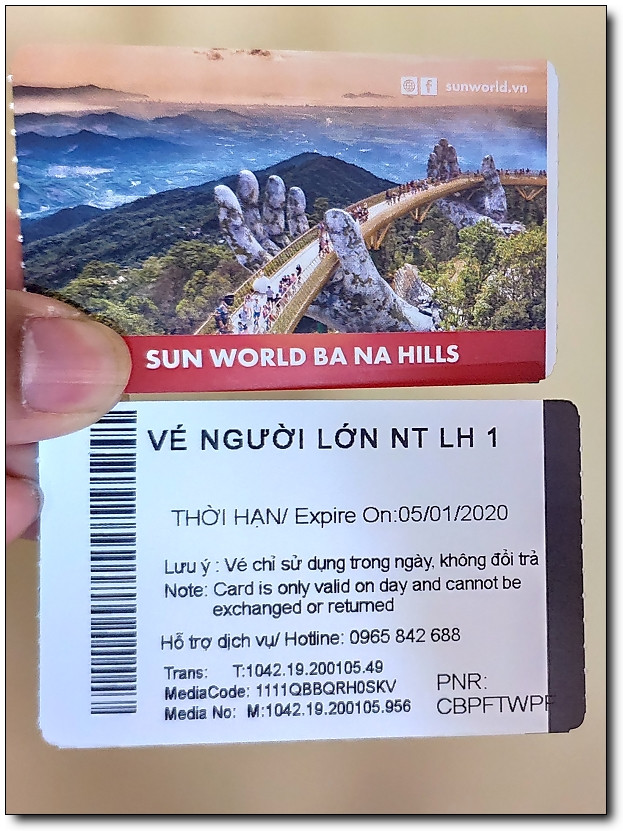 sunworld.vn
SUN WORLD BA NA HILLS
VÉ NGƯỜI LỚN NT LH 1
THỜI HẠN/ Expire On:05/01/2020
Lưu ý : Vé chỉ sử dụng trong ngày, không đổi trả
Note: Card is only valid on day and cannot be
exchanged or returned
Hỗ trợ dịch vụ/ Hotline: 0965 842 688
Trans: T:1042.19.200105.49
MediaCode: 1111QBBQRH0SKV
Media No: M:1042.19.200105.956
PNR:
CBPFTWPF